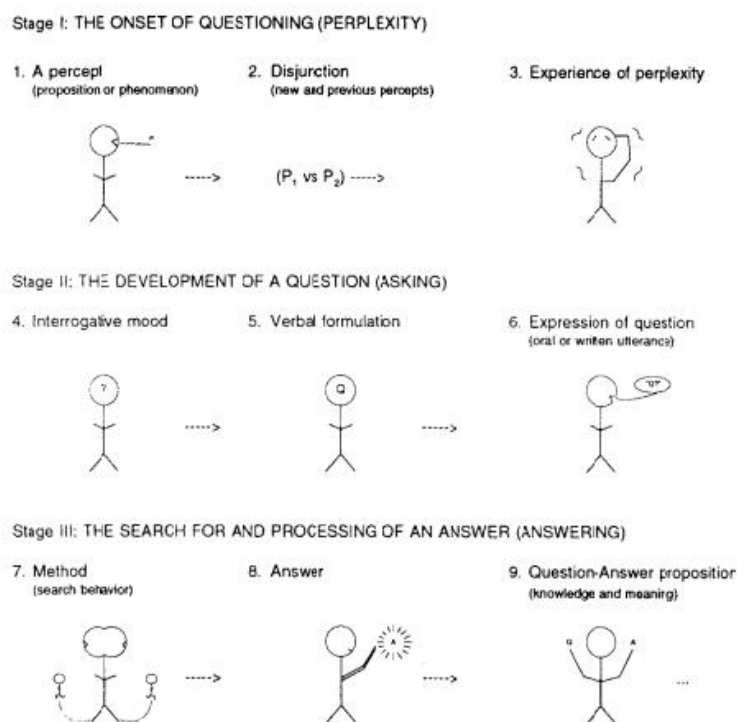 Stage I: THE ONSET OF QUESTIONING (PERPLEXITY)
1. A percept
(proposition or phenomenon)
2. Disjunction
(new and previous percepts)
3. Experience of perplexity
P
(P₁ vs P₂)
Stage II: THE DEVELOPMENT OF A QUESTION (ASKING)
4. Interrogative mood
5. Verbal formulation
6. Expression of question
(oral or written utterance)
?
Q
"Q?"
Stage III: THE SEARCH FOR AND PROCESSING OF AN ANSWER (ANSWERING)
7. Method
(search behavior)
8. Answer
9. Question-Answer proposition
(knowledge and meaning)
A
Q
A
...